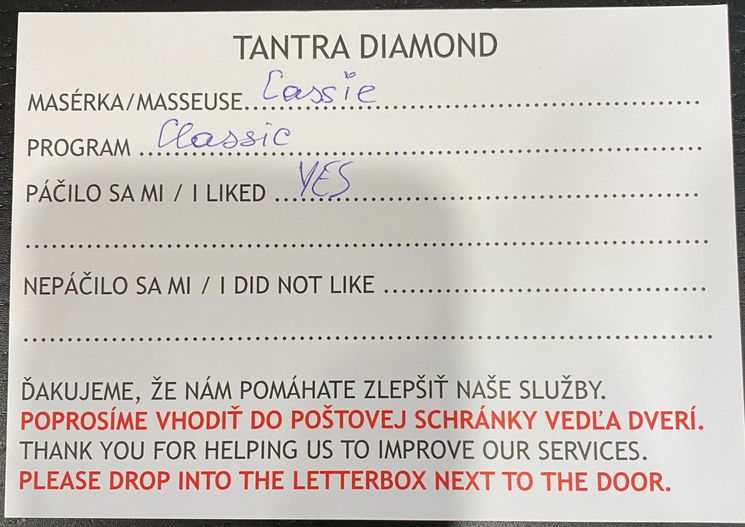 TANTRA DIAMOND
MASÉRKA/MASSEUSE.......Cassie.......
PROGRAM .......Classic.......
PÁČILO SA MI / I LIKED .......YES.......
..............................
NEPÁČILO SA MI / I DID NOT LIKE ..............................
..............................
ĎAKUJEME, ŽE NÁM POMÁHATE ZLEPŠIŤ NAŠE SLUŽBY.
POPROSÍME VHODIŤ DO POŠTOVEJ SCHRÁNKY VEDĽA DVERÍ.
THANK YOU FOR HELPING US TO IMPROVE OUR SERVICES.
PLEASE DROP INTO THE LETTERBOX NEXT TO THE DOOR.